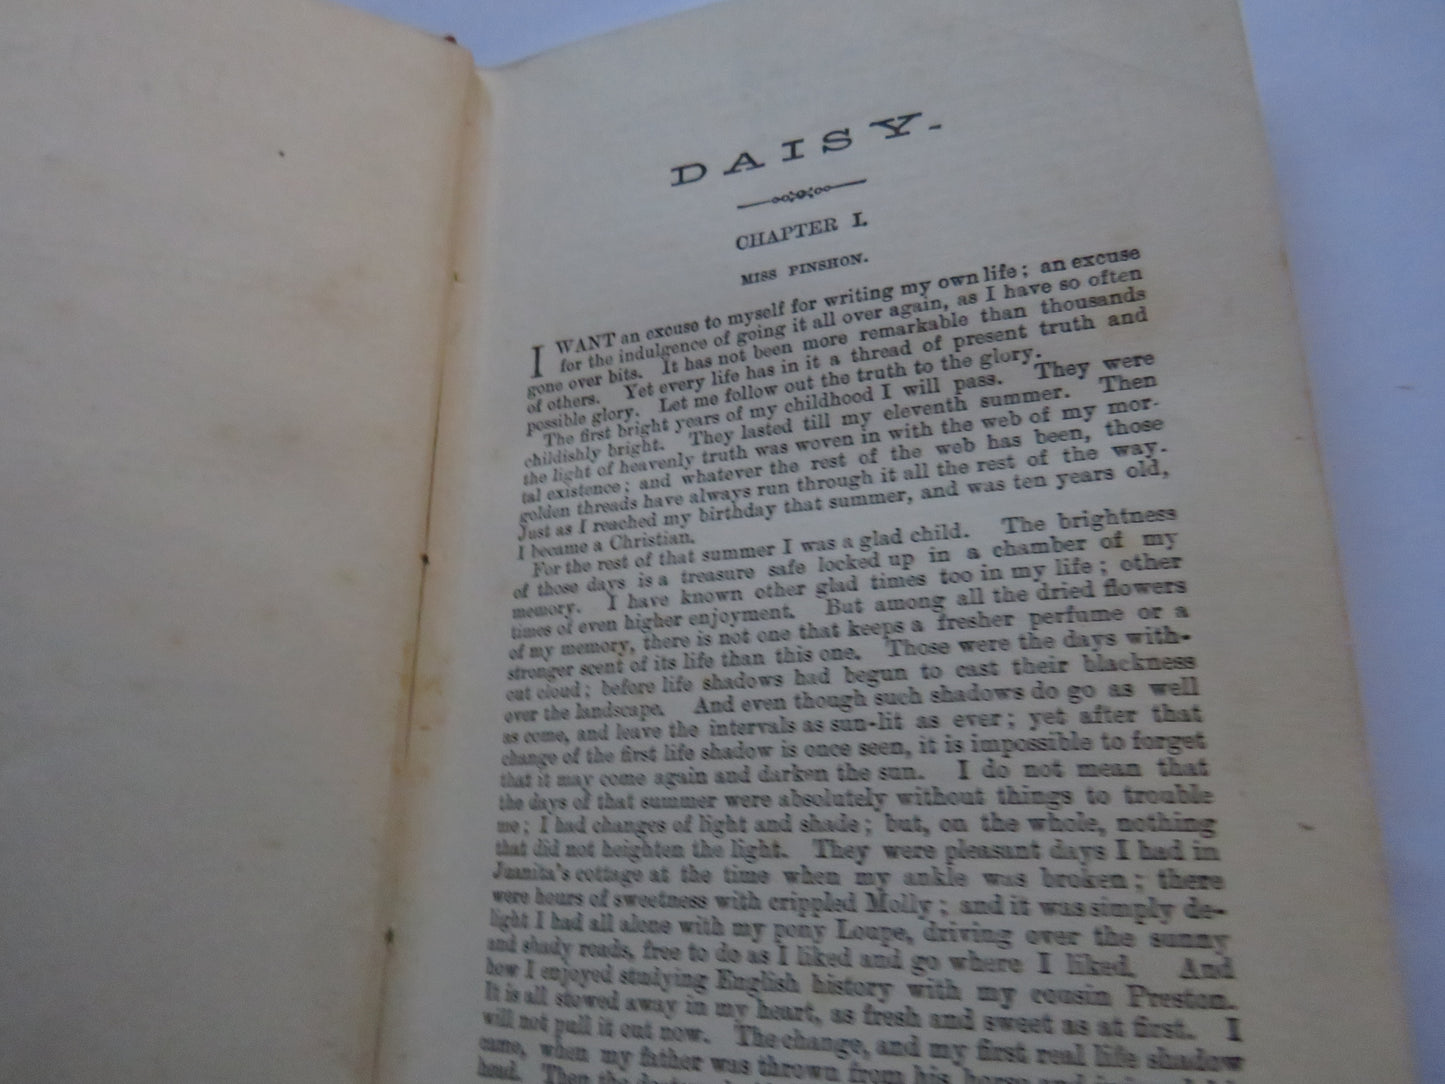 DAISY.
CHAPTER I.
MISS PINSHON.
I WANT an excuse to myself for writing my own life; an excuse
for the indulgence of going it all over again, as I have so often
gone over bits. It has not been more remarkable than thousands
of others. Yet every life has in it a thread of present truth and
possible glory. Let me follow out the truth to the glory.
The first bright years of my childhood I will pass. They were
childishly bright. They lasted till my eleventh summer. Then
the light of heavenly truth was woven in with the web of my mor-
tal existence; and whatever the rest of the web has been, those
golden threads have always run through it all the rest of the way.
Just as I reached my birthday that summer, and was ten years old,
I became a Christian.
For the rest of that summer I was a glad child. The brightness
of those days is a treasure safe locked up in a chamber of my
memory. I have known other glad times too in my life; other
times of even higher enjoyment. But among all the dried flowers
of my memory, there is not one that keeps a fresher perfume or a
stronger scent of its life than this one. Those were the days with-
out cloud; before life shadows had begun to cast their blackness
over the landscape. And even though such shadows do go as well
as come, and leave the intervals as sun-lit as ever; yet after that
change of the first life shadow is once seen, it is impossible to forget
that it may come again and darken the sun. I do not mean that
the days of that summer were absolutely without things to trouble
me; I had changes of light and shade; but, on the whole, nothing
that did not heighten the light. They were pleasant days I had in
Juanita's cottage at the time when my ankle was broken; there
were hours of sweetness with crippled Molly; and it was simply de-
light I had all alone with my pony Loupe, driving over the sunny
and shady roads, free to do as I liked and go where I liked. And
how I enjoyed studying English history with my cousin Preston.
It is all stowed away in my heart, as fresh and sweet as at first. I
will not pull it out now. The change, and my first real life shadow
came, when my father was thrown from his horse and
head. Then the